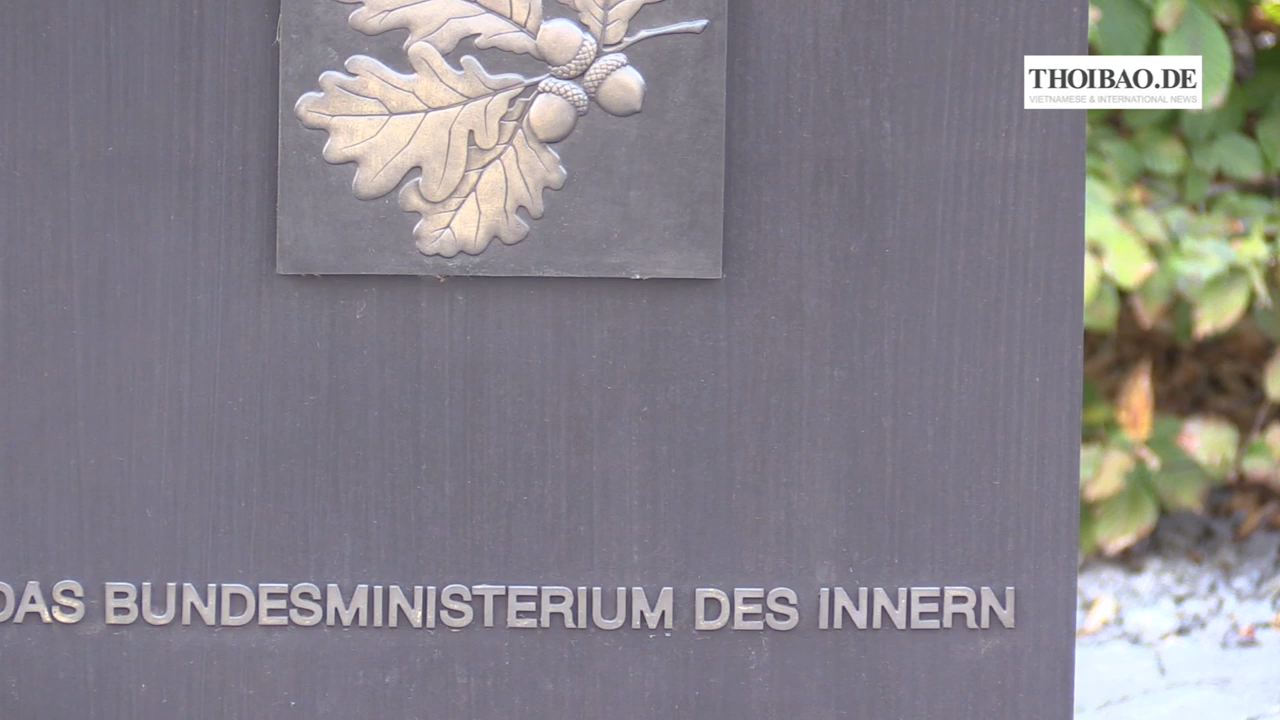 THOIBAO.DE
VIETNAMESE & INTERNATIONAL NEWS
DAS BUNDESMINISTERIUM DES INNERN